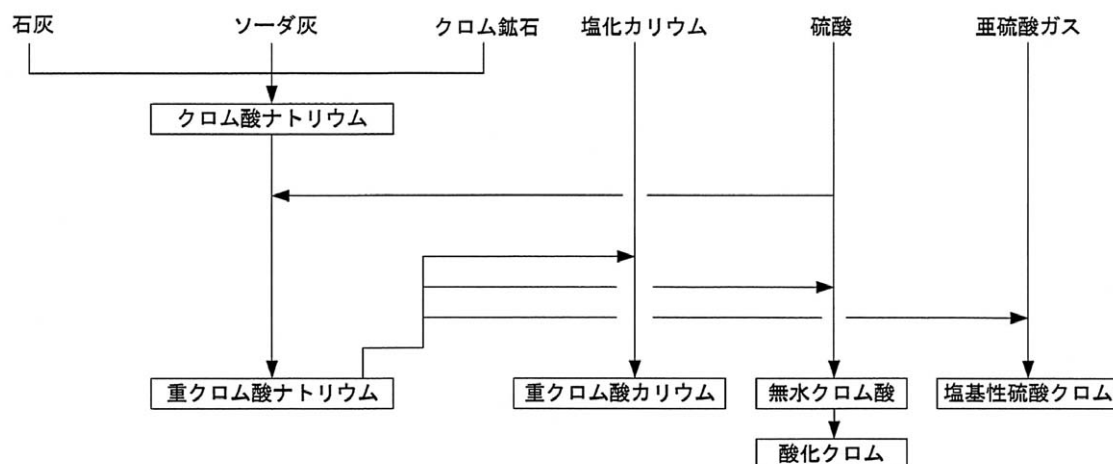 石灰
ソーダ灰
クロム鉱石
塩化カリウム
硫酸
亜硫酸ガス
クロム酸ナトリウム
重クロム酸ナトリウム
重クロム酸カリウム
無水クロム酸
塩基性硫酸クロム
酸化クロム